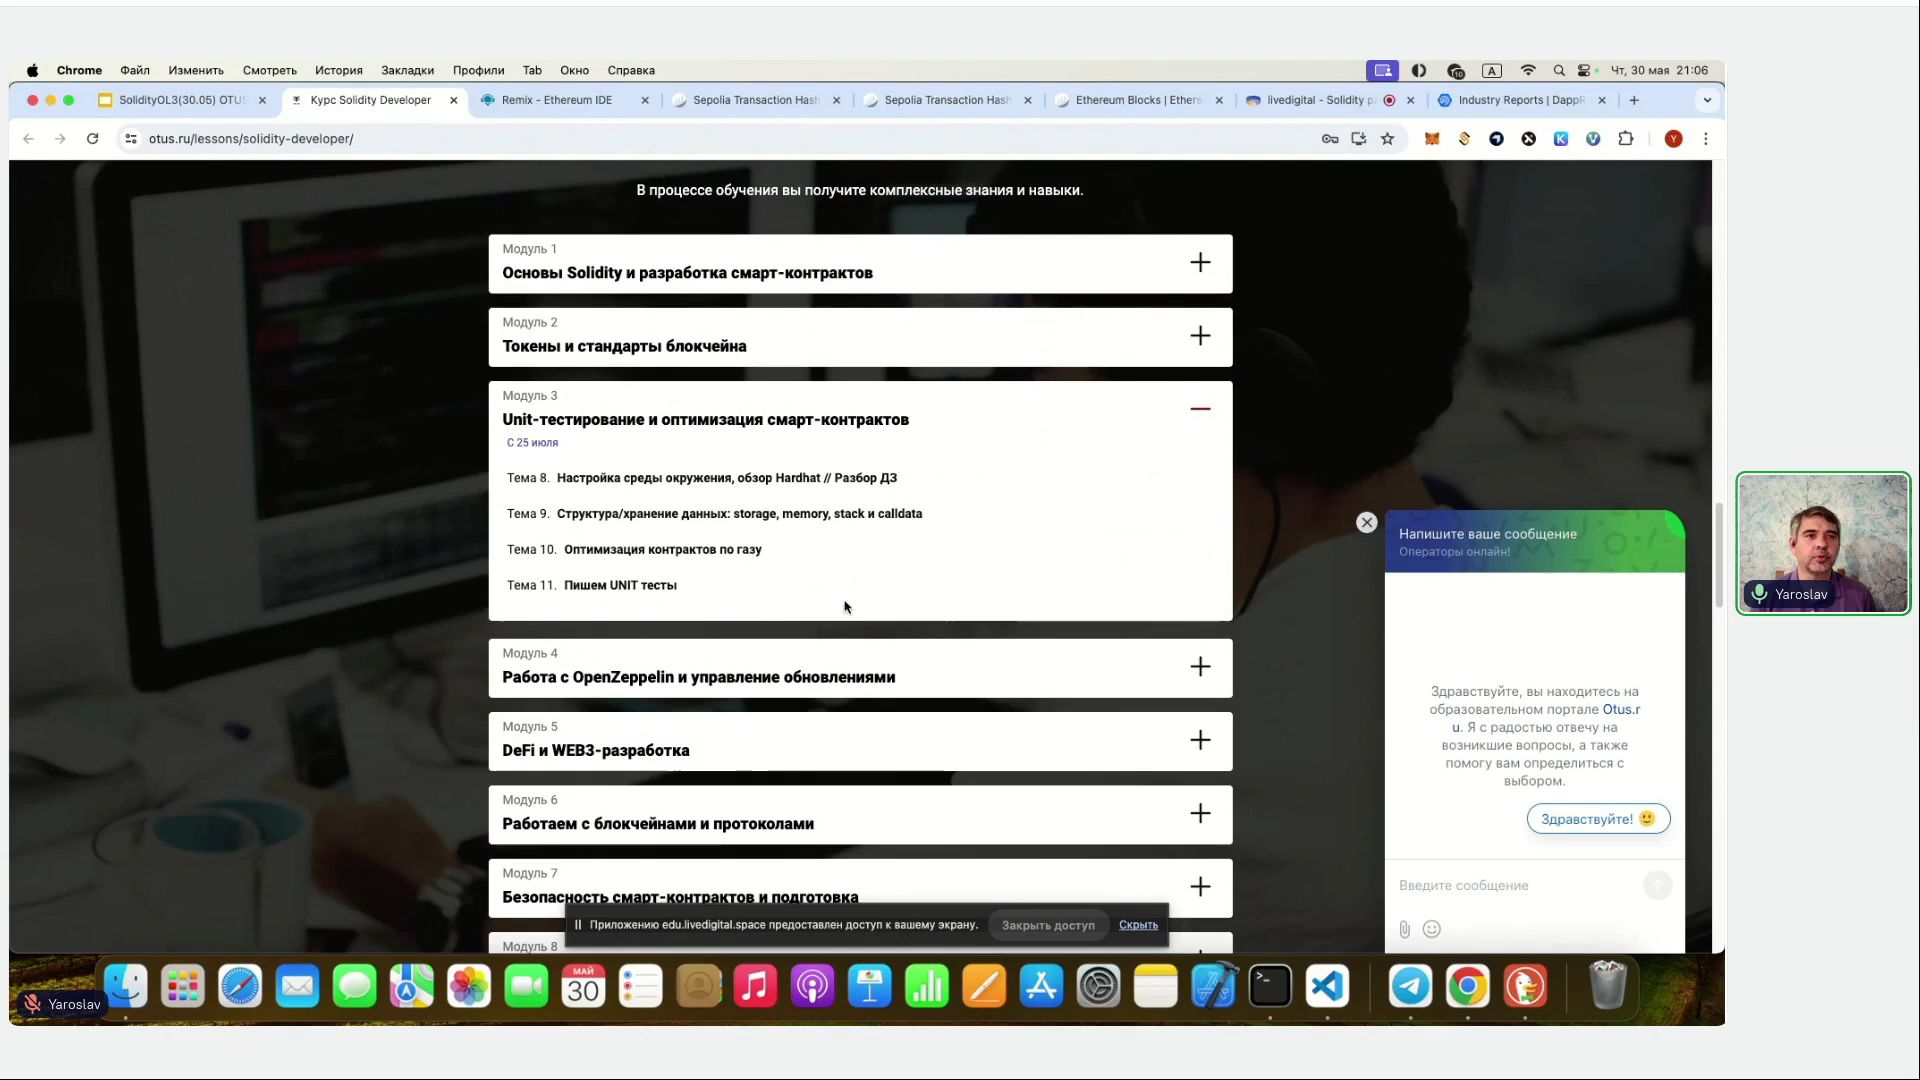 Chrome Файл Изменить Смотреть История Закладки Профили Tab Окно Справка
A Чт, 30 мая 21:06
SolidityOL3(30.05) OTUS
Курс Solidity Developer
Remix - Ethereum IDE
Sepolia Transaction Hash
Sepolia Transaction Hash
Ethereum Blocks | Ethers
livedigital - Solidity p
Industry Reports | DappR
otus.ru/lessons/solidity-developer/
Y
В процессе обучения вы получите комплексные знания и навыки.
Модуль 1
Основы Solidity и разработка смарт-контрактов
Модуль 2
Токены и стандарты блокчейна
Модуль 3
Unit-тестирование и оптимизация смарт-контрактов
С 25 июля
Тема 8. Настройка среды окружения, обзор Hardhat // Разбор ДЗ
Тема 9. Структура/хранение данных: storage, memory, stack и calldata
Тема 10. Оптимизация контрактов по газу
Тема 11. Пишем UNIT тесты
Модуль 4
Работа с OpenZeppelin и управление обновлениями
Модуль 5
DeFi и WEB3-разработка
Модуль 6
Работаем с блокчейнами и протоколами
Модуль 7
Безопасность смарт-контрактов и подготовка
Модуль 8
Приложению edu.livedigital.space предоставлен доступ к вашему экрану. Закрыть доступ Скрыть
Напишите ваше сообщение
Операторы онлайн!
Здравствуйте, вы находитесь на
образовательном портале Otus.r
u. Я с радостью отвечу на
возникшие вопросы, а также
помогу вам определиться с
выбором.
Здравствуйте! 🙂
Введите сообщение
Yaroslav
МАЙ
30
Yaroslav